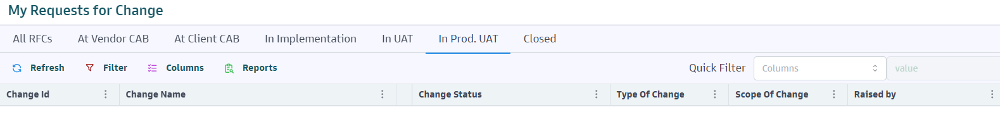 My Requests for Change
All RFCs At Vendor CAB At Client CAB In Implementation In UAT In Prod. UAT Closed
Refresh Filter Columns Reports Quick Filter Columns value
Change Id Change Name Change Status Type Of Change Scope Of Change Raised by